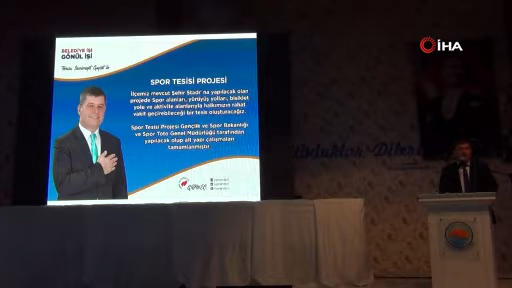 İHA
BELEDİYE İŞİ
GÖNÜL İŞİ
SPOR TESİSİ PROJESİ
İlçemiz mevcut Şehir Stadı' na yapılacak olan
projede Spor alanları, yürüyüş yolları, bisiklet
yolu ve aktivite alanlarıyla halkımızın rahat
vakit geçirebileceği bir tesis oluşturacağız.
Spor Tesisi Projesi Gençlik ve Spor Bakanlığı
ve Spor Toto Genel Müdürlüğü tarafından
yapılacak olup alt yapı çalışmaları
tamamlanmıştır.